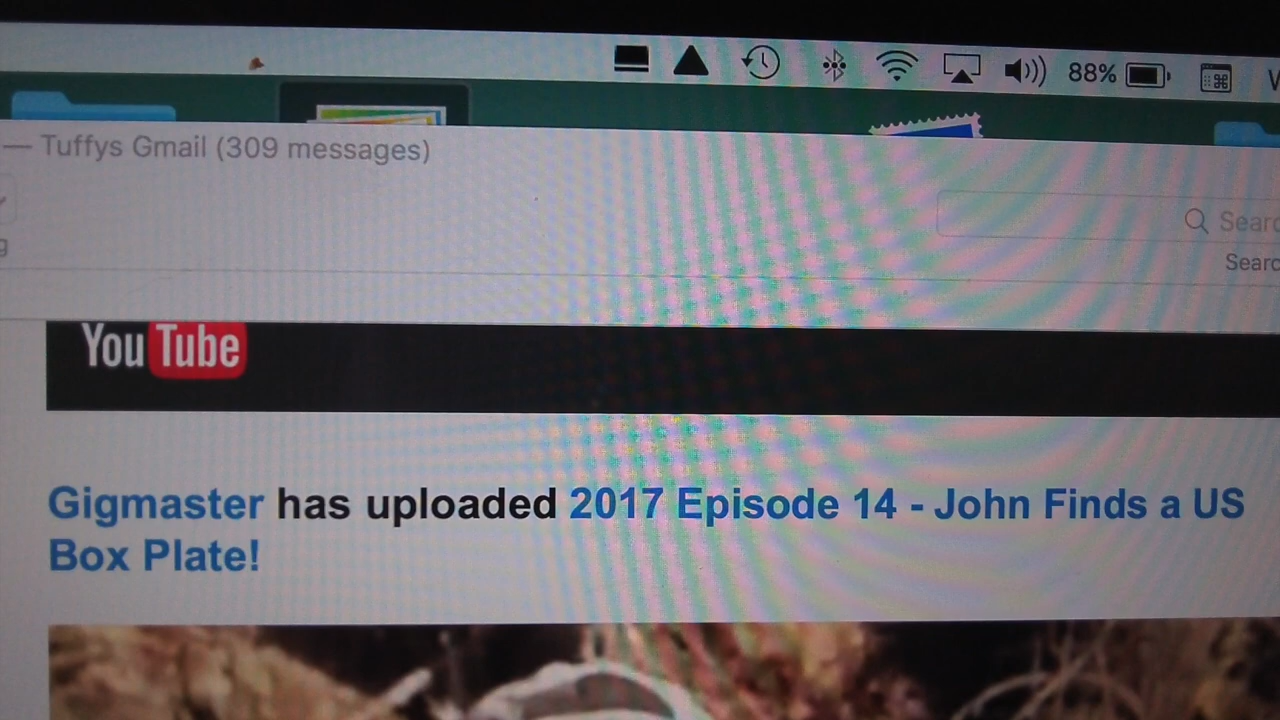 88%
— Tuffys Gmail (309 messages)
Searc
Searc
YouTube
Gigmaster has uploaded 2017 Episode 14 - John Finds a US
Box Plate!